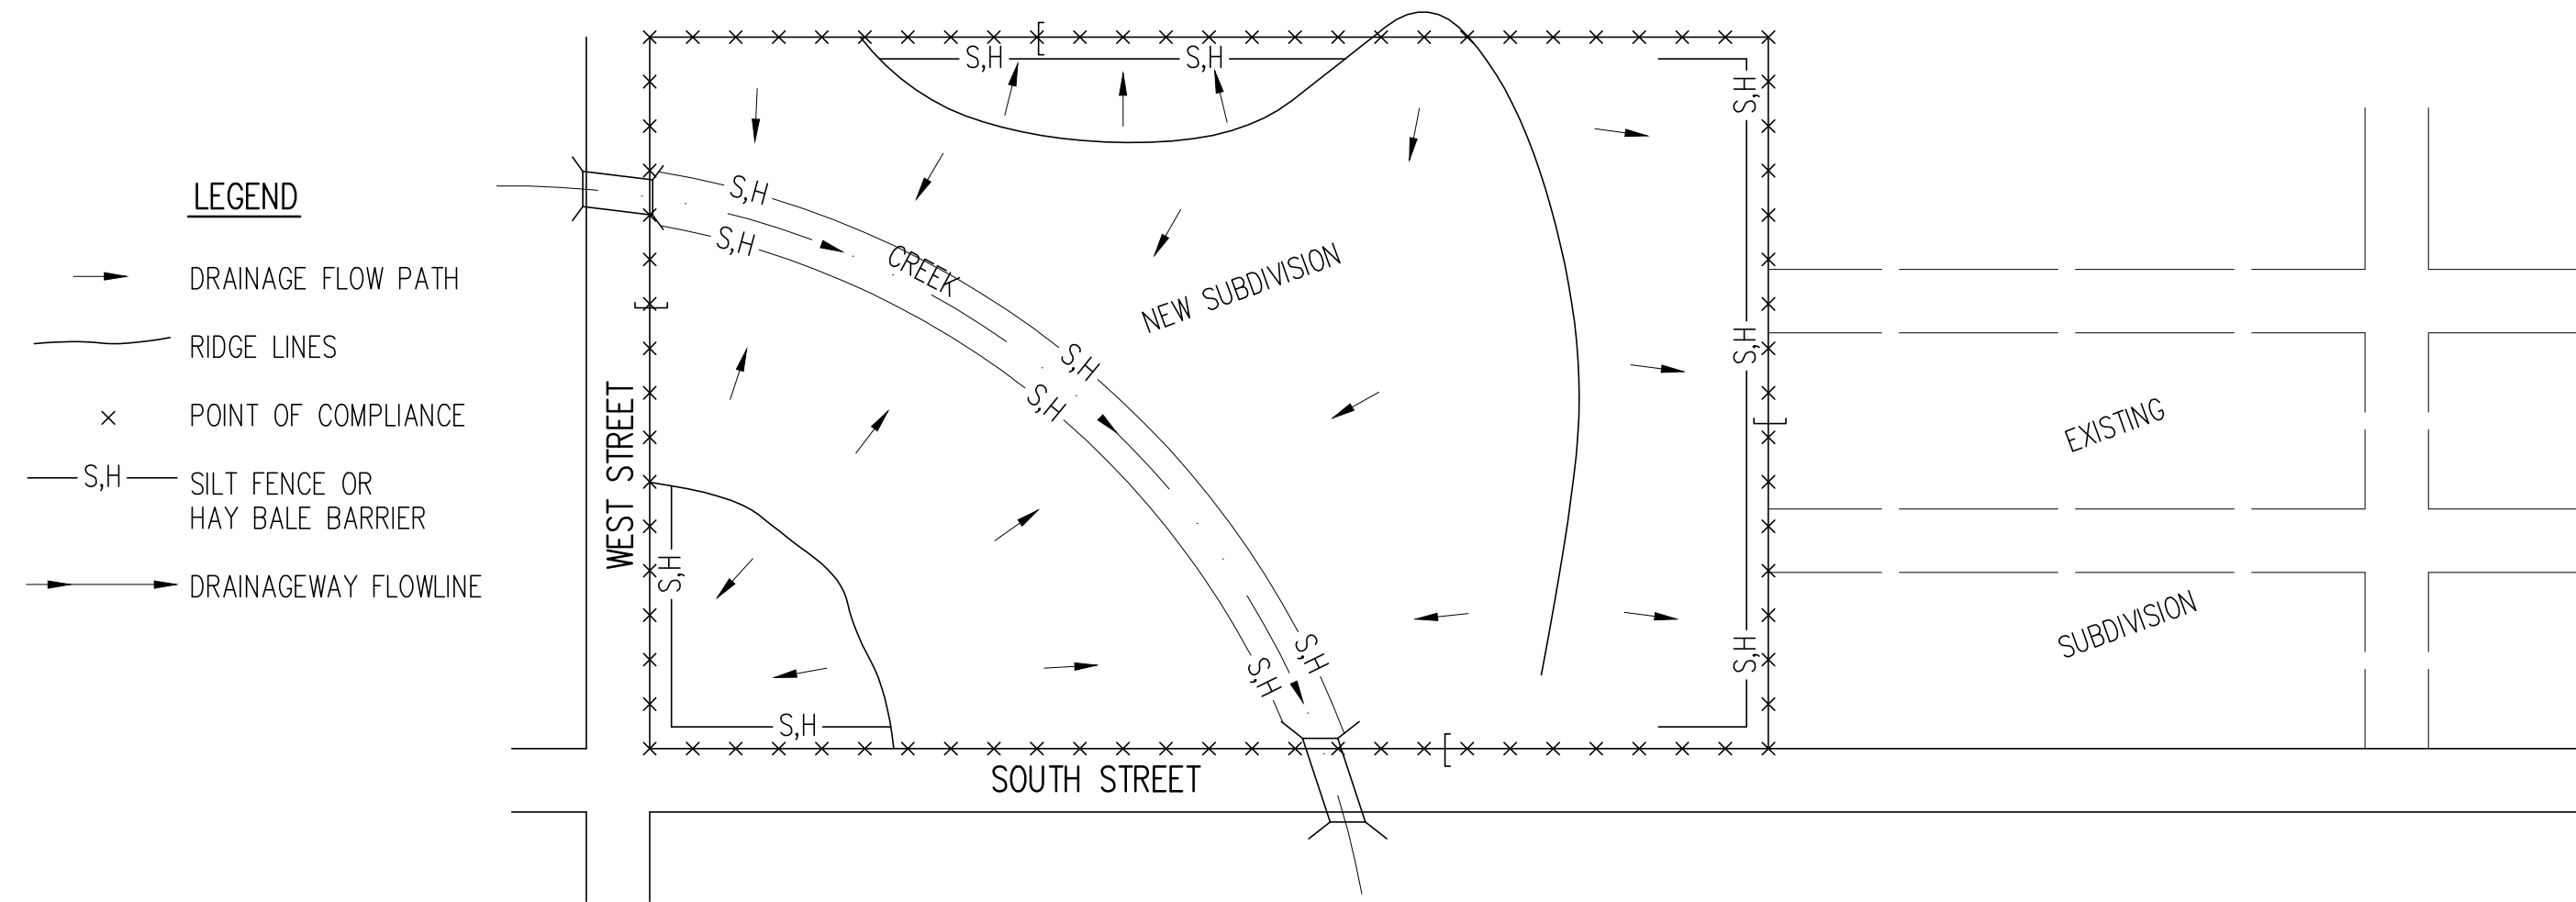 LEGEND
DRAINAGE FLOW PATH
RIDGE LINES
POINT OF COMPLIANCE
S,H
SILT FENCE OR
HAY BALE BARRIER
DRAINAGEWAY FLOWLINE
S,H
S,H
S,H
S,H
S,H
CREEK
NEW SUBDIVISION
S,H
S,H
S,H
WEST STREET
EXISTING
SUBDIVISION
S,H
S,H
S,H
S,H
S,H
SOUTH STREET